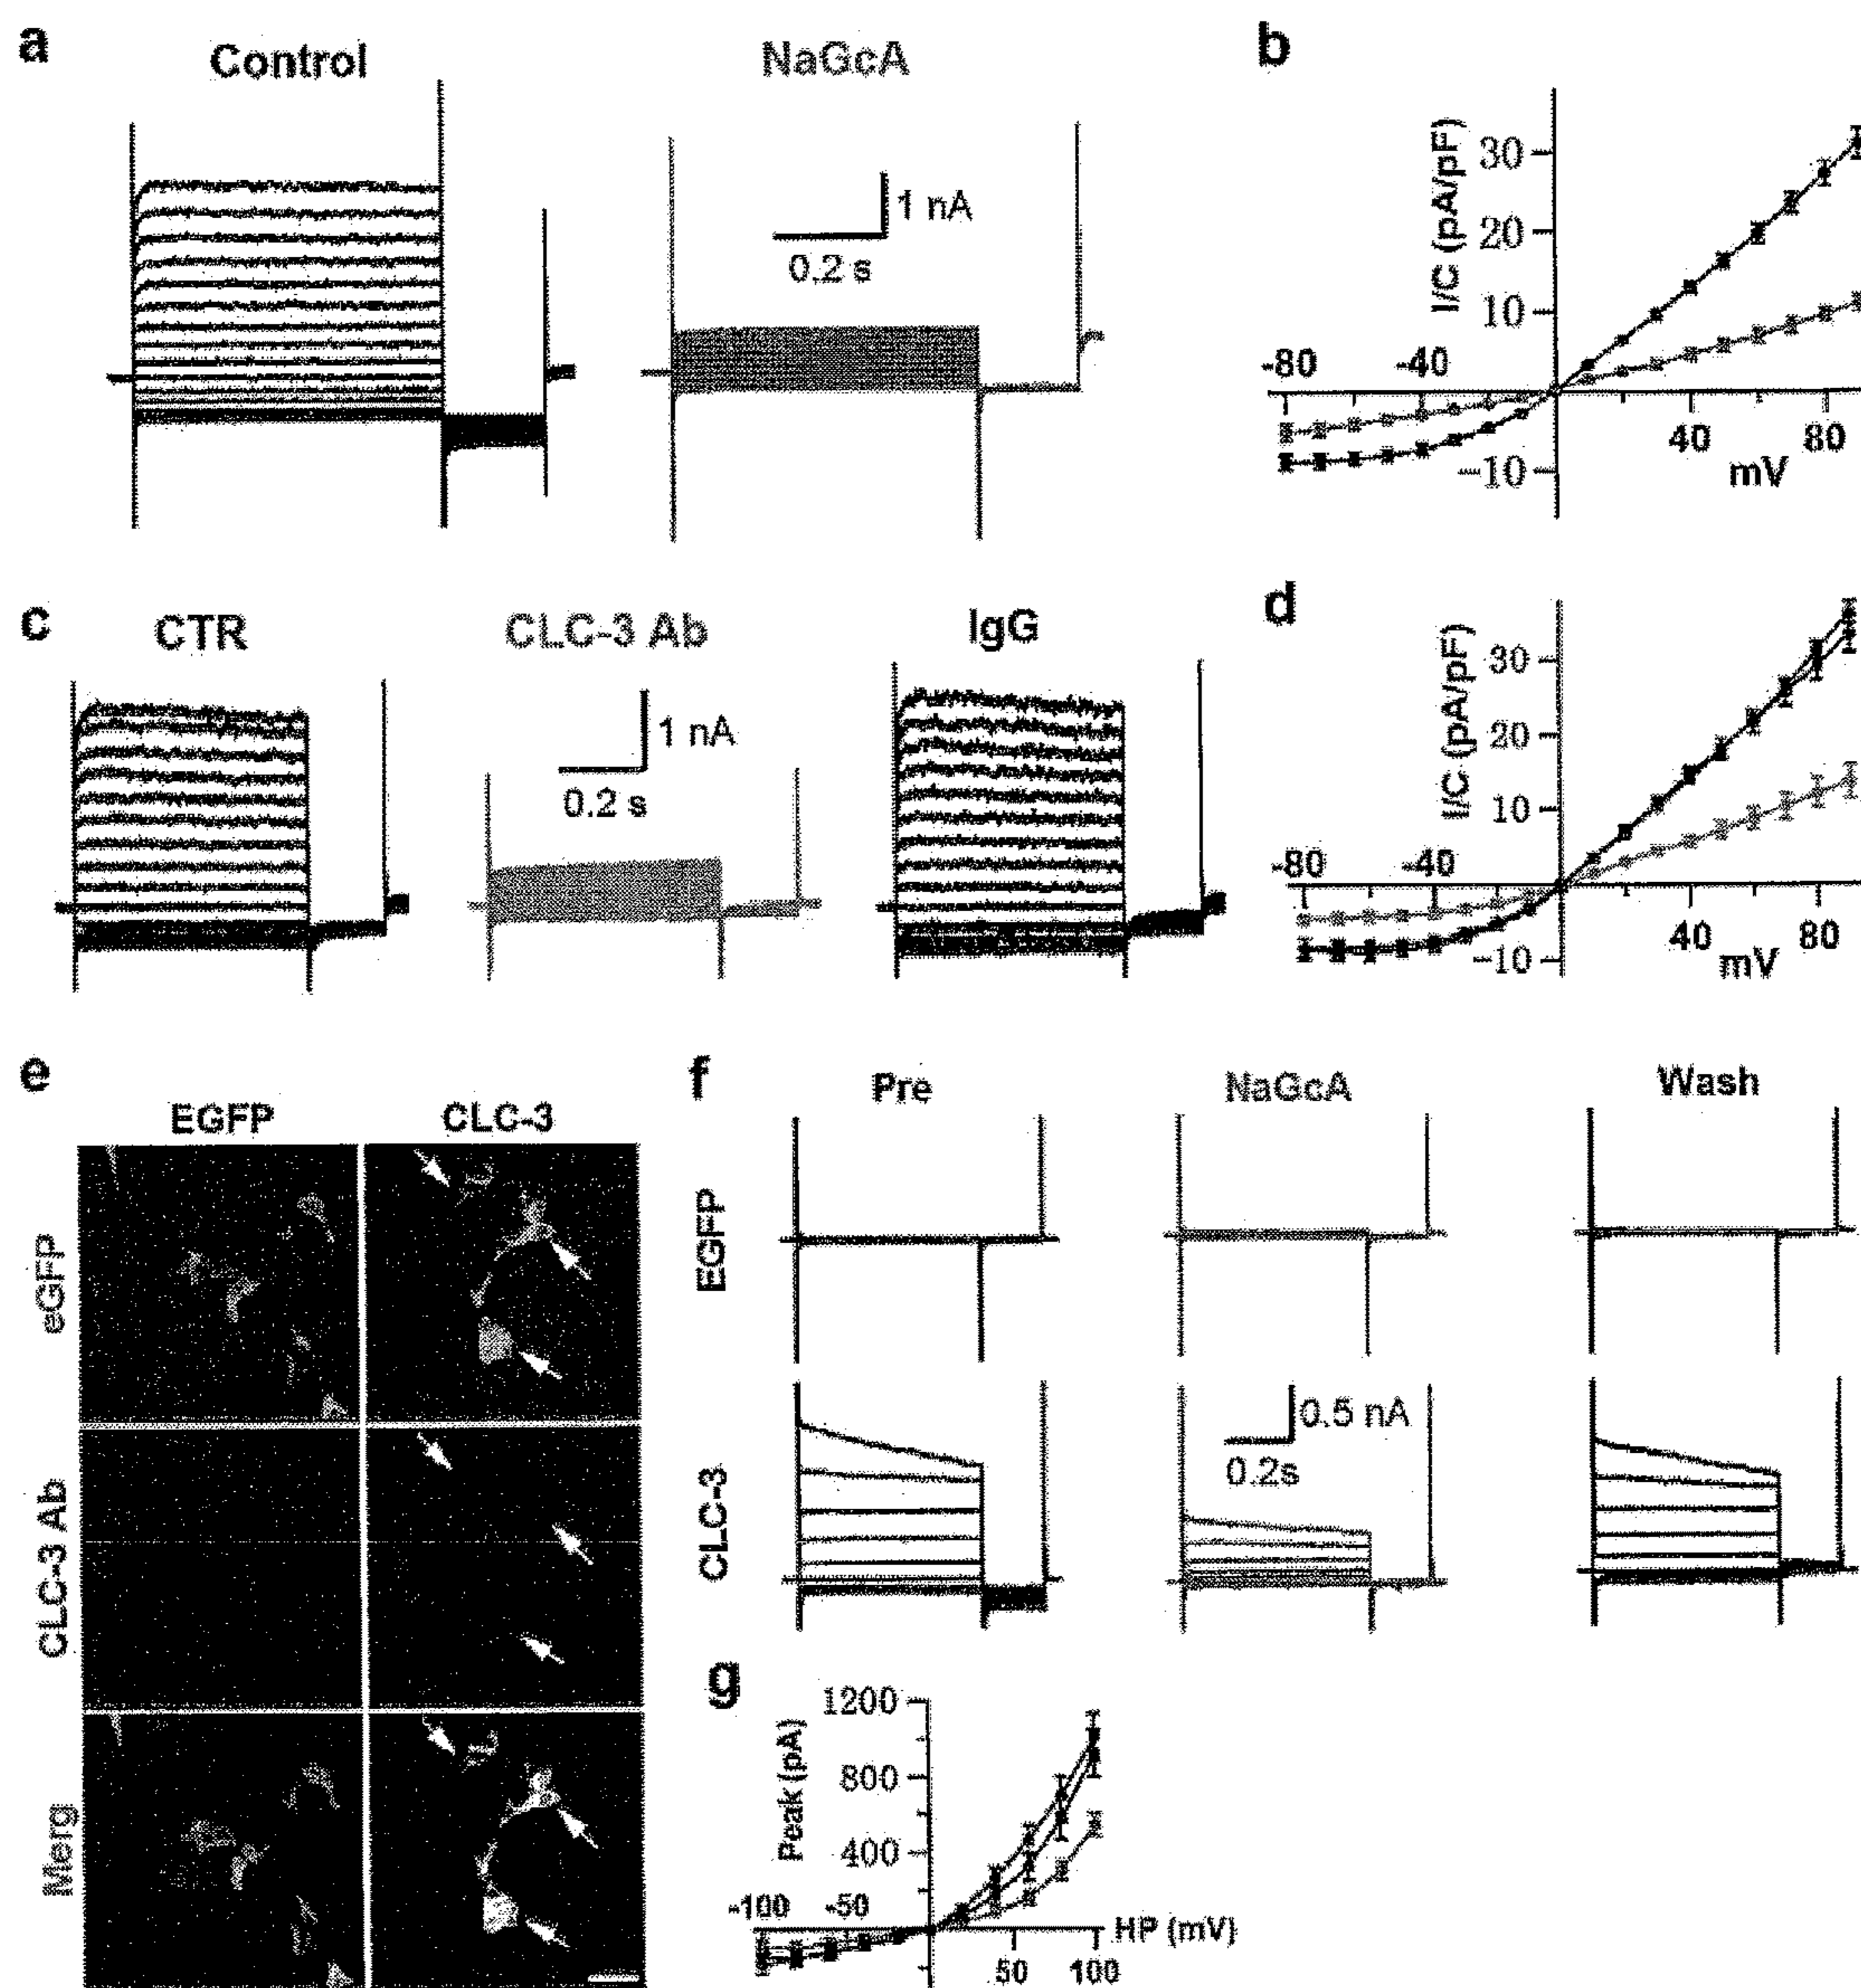 a
Control
NaGcA
1 nA
0.2 s
b
I/C (pA/pF)
30
20
10
-10
-80
-40
40
80
mV
c
CTR
CLC-3 Ab
IgG
1 nA
0.2 s
d
I/C (pA/pF)
30
20
10
-10
-80
-40
40
80
mV
e
EGFP
CLC-3
eGFP
CLC-3 Ab
Merg
f
Pre
NaGcA
Wash
EGFP
CLC-3
0.5 nA
0.2s
g
Peak (pA)
1200
800
400
-100
-50
HP (mV)
50
100